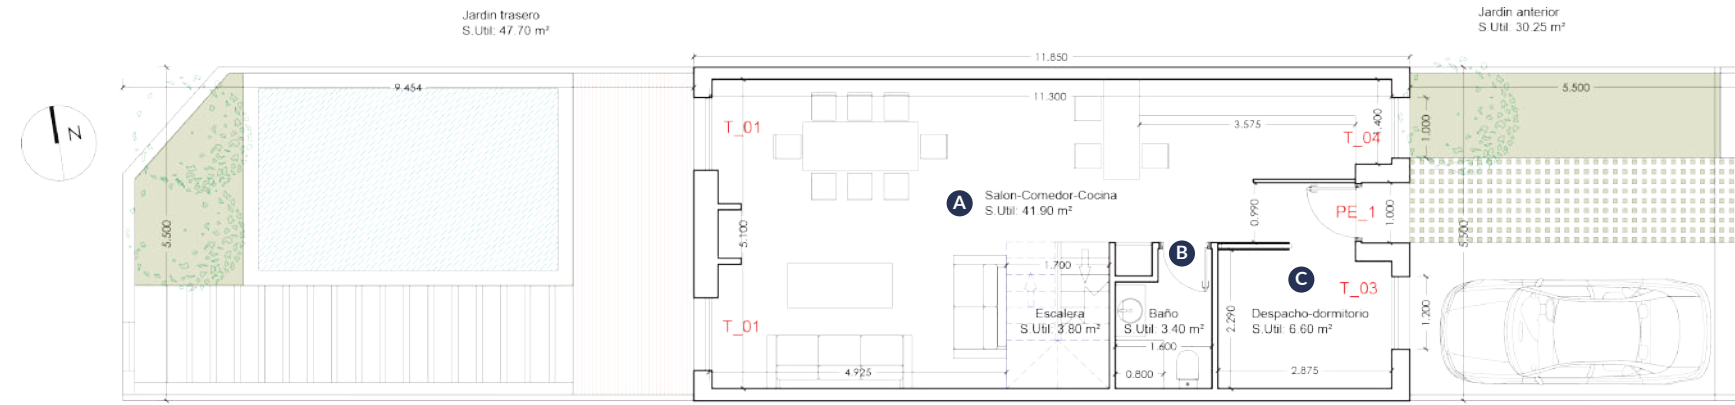 Jardin trasero
S.Util: 47.70 m²
Jardin anterior
S.Util: 30.25 m²
11.850
9.454
11.300
5.500
3.575
1.400
1.000
T_01
T_04
N
A
Salon-Comedor-Cocina
S.Util: 41.90 m²
0.990
PE_1
1.000
5.500
5.100
5.500
B
1.700
C
T_03
T_01
Escalera
S.Util: 3.80 m²
Baño
S.Util: 3.40 m²
2.290
Despacho-dormitorio
S.Util: 6.60 m²
1.200
1.600
4.925
0.800
2.875